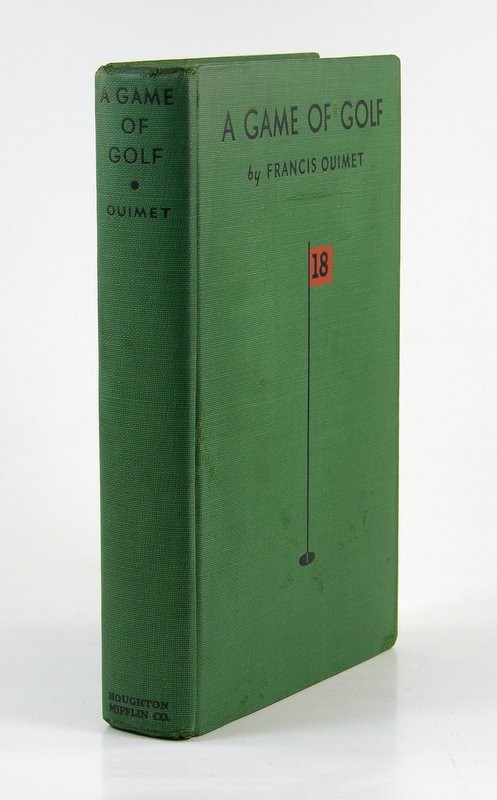 A GAME
OF
GOLF
•
OUIMET
HOUGHTON
MIFFLIN CO.
A GAME OF GOLF
by FRANCIS OUIMET
18